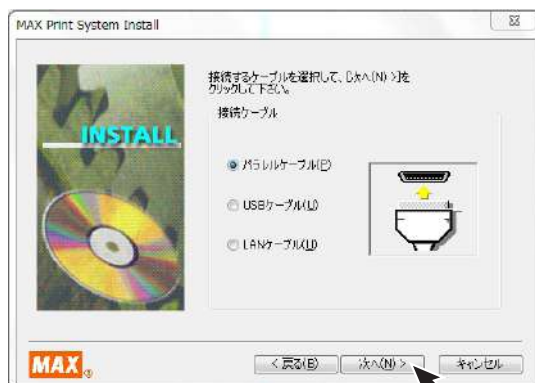 MAX Print System Install
接続するケーブルを選択して、[次へ(N) >]を
クリックして下さい。
接続ケーブル
INSTALL
パラレルケーブル(P)
USBケーブル(U)
LANケーブル(L)
MAX®
< 戻る(B)
次へ(N) >
キャンセル